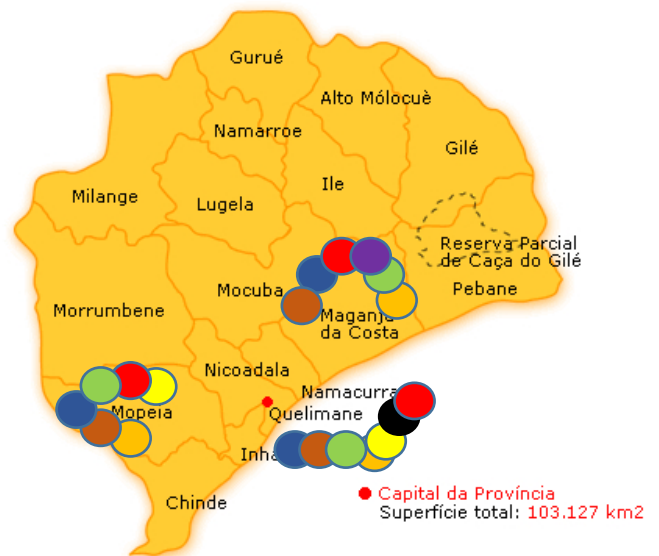 Gurué
Alto Mólocuè
Namarroe
Gilé
Ile
Milange
Lugela
Reserva Parcial
de Caça do Gilé
Mocuba
Pebane
Morrumbene
Maganja
da Costa
Nicoadala
Namacurra
Mopeia
Quelimane
Chinde
Capital da Província
Superfície total: 103.127 km2